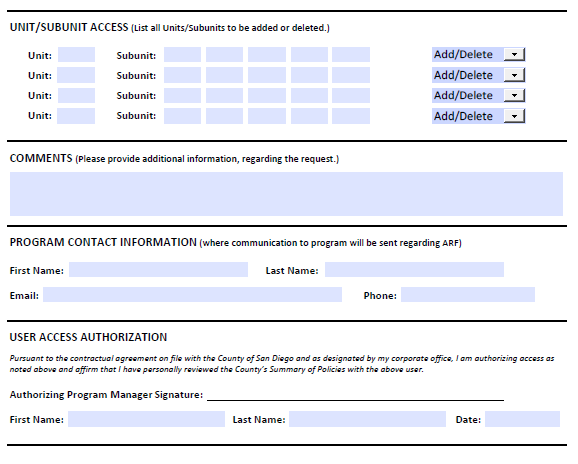 UNIT/SUBUNIT ACCESS (List all Units/Subunits to be added or deleted.)
Unit: Subunit: Add/Delete
Unit: Subunit: Add/Delete
Unit: Subunit: Add/Delete
Unit: Subunit: Add/Delete
COMMENTS (Please provide additional information, regarding the request.)
PROGRAM CONTACT INFORMATION (where communication to program will be sent regarding ARF)
First Name: Last Name:
Email: Phone:
USER ACCESS AUTHORIZATION
Pursuant to the contractual agreement on file with the County of San Diego and as designated by my corporate office, I am authorizing access as
noted above and affirm that I have personally reviewed the County's Summary of Policies with the above user.
Authorizing Program Manager Signature:
First Name: Last Name: Date: